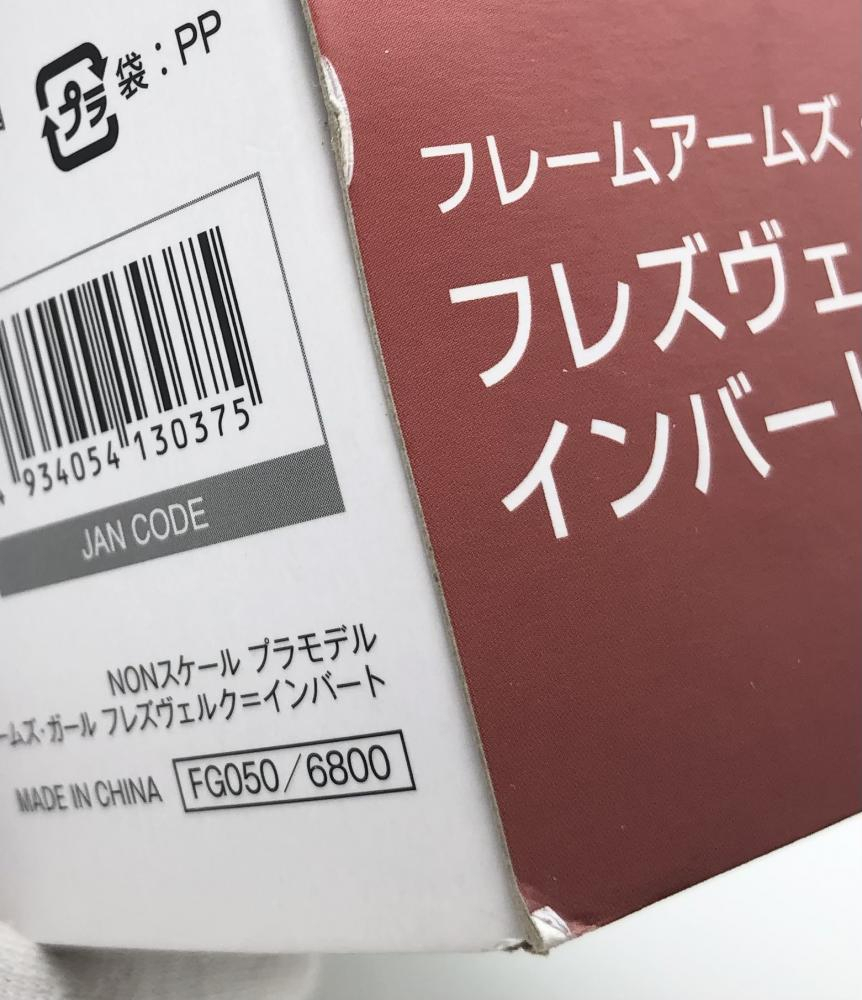 プラ
袋：PP
934054 130375
JAN CODE
NONスケール プラモデル
ームズ・ガール フレズヴェルク=インバート
MADE IN CHINA FG050/6800
フレームアームズ
フレズヴェ
インバー